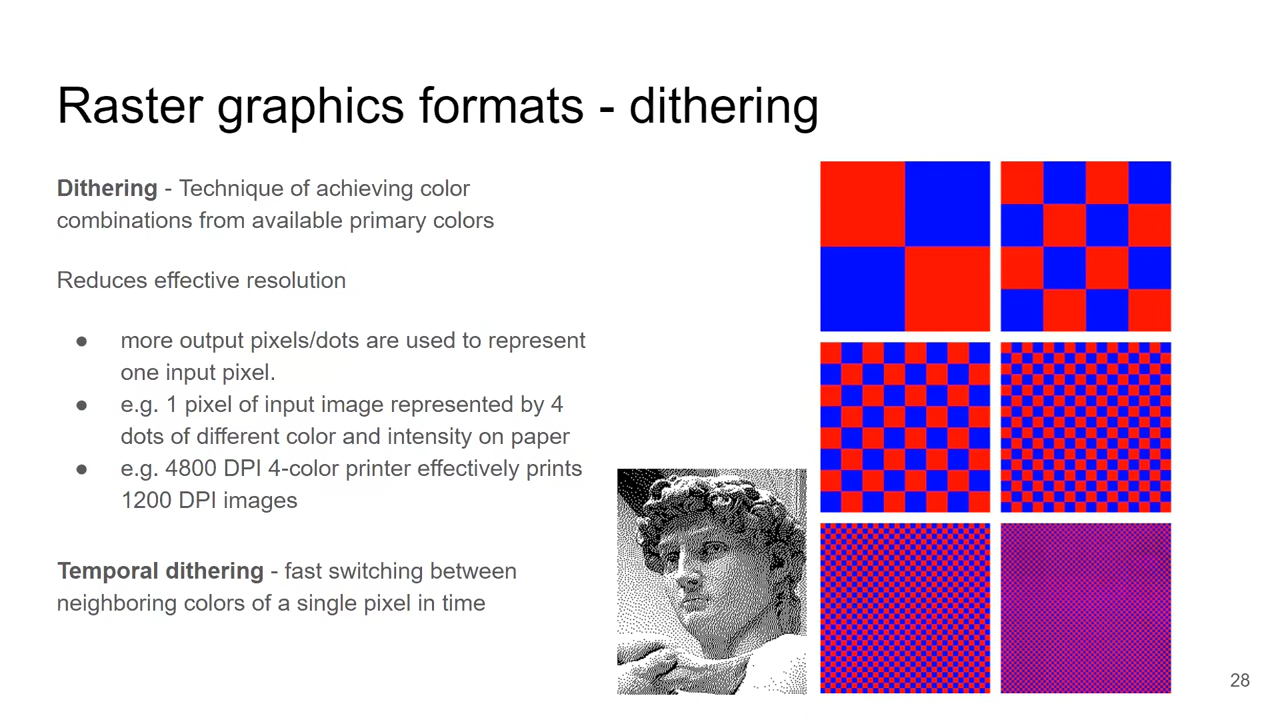 Raster graphics formats - dithering
Dithering - Technique of achieving color
combinations from available primary colors
Reduces effective resolution
● more output pixels/dots are used to represent
one input pixel.
● e.g. 1 pixel of input image represented by 4
dots of different color and intensity on paper
● e.g. 4800 DPI 4-color printer effectively prints
1200 DPI images
Temporal dithering - fast switching between
neighboring colors of a single pixel in time
28